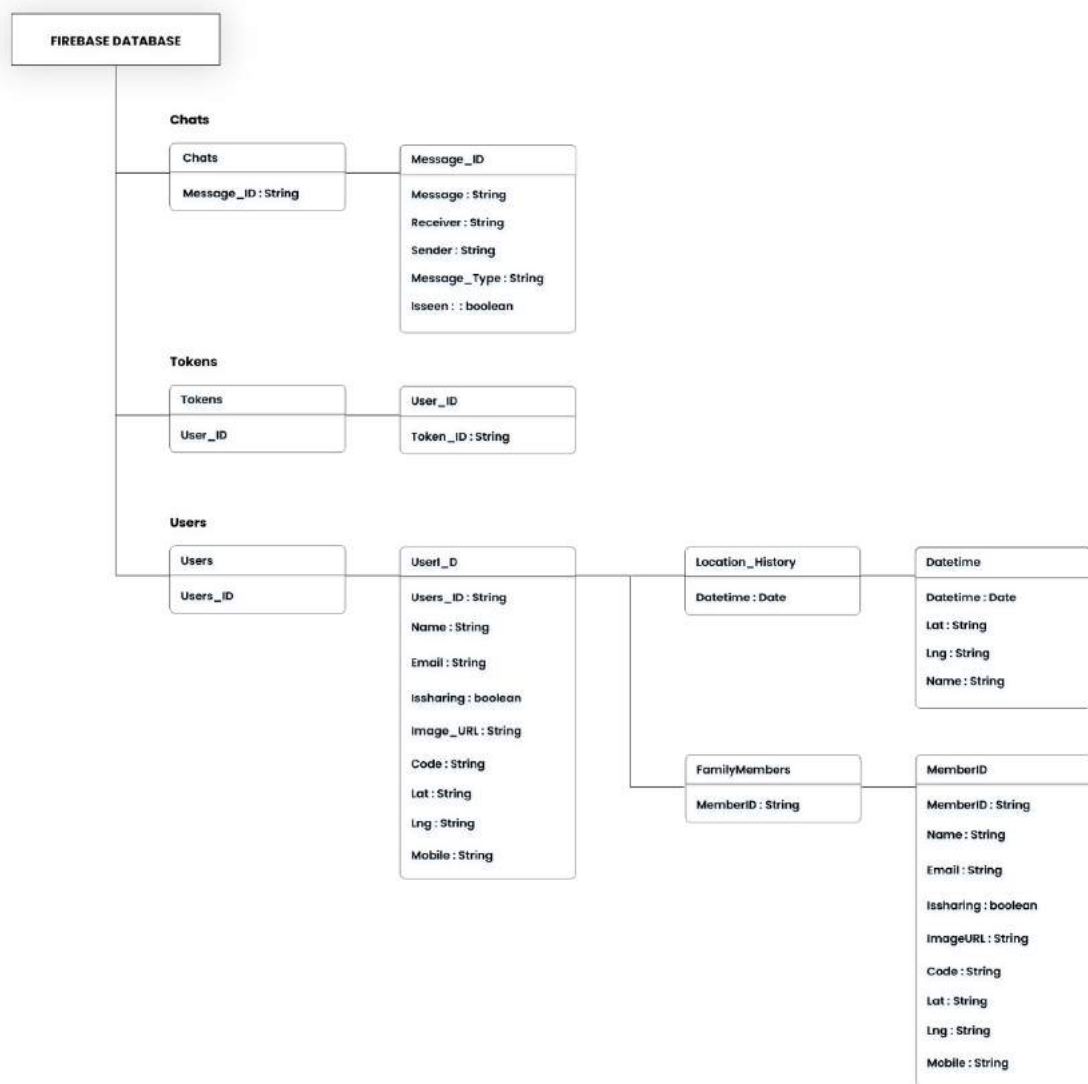 FIREBASE DATABASE
Chats
Chats
Message_ID : String
Message_ID
Message : String
Receiver : String
Sender : String
Message_Type : String
Isseen : : boolean
Tokens
Tokens
User_ID
User_ID
Token_ID : String
Users
Users
Users_ID
UserI_D
Users_ID : String
Name : String
Email : String
Issharing : boolean
Image_URL : String
Code : String
Lat : String
Lng : String
Mobile : String
Location_History
Datetime : Date
Datetime
Datetime : Date
Lat : String
Lng : String
Name : String
FamilyMembers
MemberID : String
MemberID
MemberID : String
Name : String
Email : String
Issharing : boolean
ImageURL : String
Code : String
Lat : String
Lng : String
Mobile : String